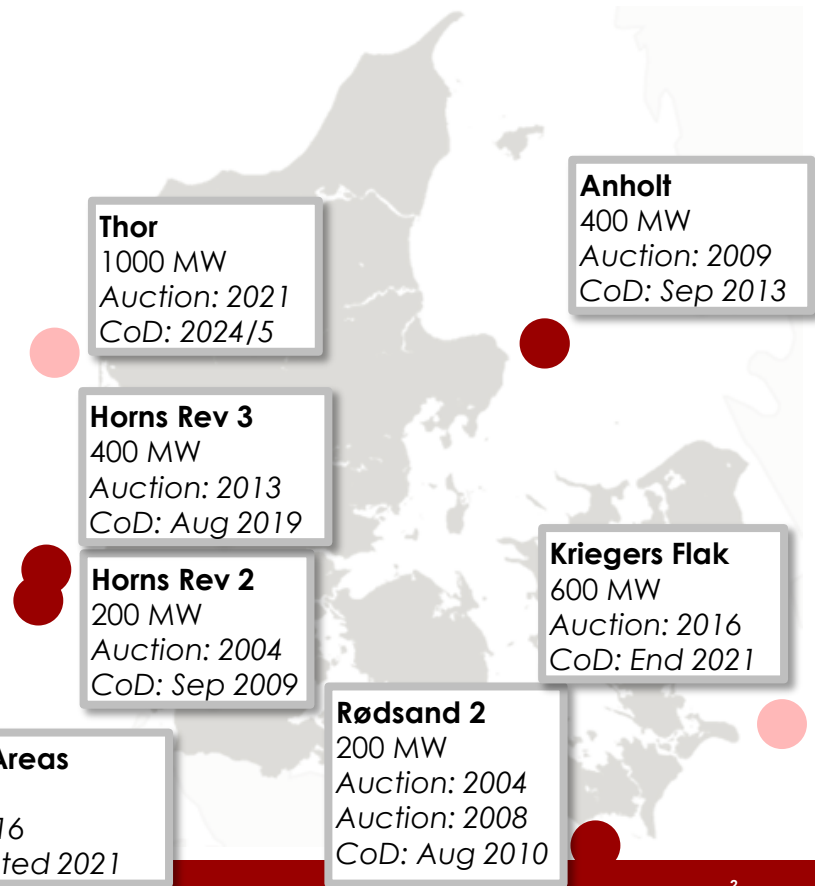 Thor
1000 MW
Auction: 2021
CoD: 2024/5
Anholt
400 MW
Auction: 2009
CoD: Sep 2013
Horns Rev 3
400 MW
Auction: 2013
CoD: Aug 2019
Horns Rev 2
200 MW
Auction: 2004
CoD: Sep 2009
Kriegers Flak
600 MW
Auction: 2016
CoD: End 2021
Rødsand 2
200 MW
Auction: 2004
Auction: 2008
CoD: Aug 2010
Areas
16
ted 2021
2